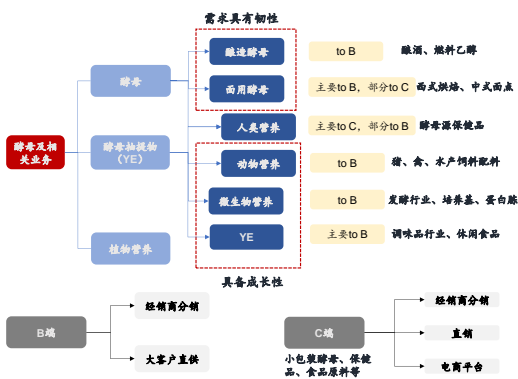 需求具有韧性
酿造酵母
to B
酿酒、燃料乙醇
酵母
面用酵母
主要to B，部分to C
西式烘焙、中式面点
人类营养
主要to C，部分to B
酵母源保健品
酵母及相
关业务
酵母抽提物
（YE）
动物营养
to B
猪、禽、水产饲料配料
微生物营养
to B
发酵行业、培养基、蛋白胨
植物营养
YE
主要to B
调味品行业、休闲食品
具备成长性
B端
经销商分销
大客户直供
C端
小包装酵母、保健
品、食品原料等
经销商分销
直销
电商平台